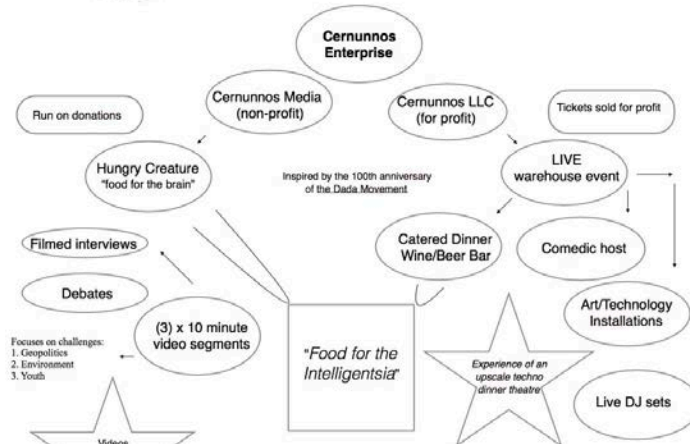 Cernunnos
Enterprise
Cernunnos Media
(non-profit)
Cernunnos LLC
(for profit)
Run on donations
Tickets sold for profit
Hungry Creature
"food for the brain"
Inspired by the 100th anniversary
of the Dada Movement
LIVE
warehouse event
Filmed interviews
Catered Dinner
Wine/Beer Bar
Comedic host
Debates
(3) x 10 minute
video segments
Art/Technology
Installations
Focuses on challenges:
1. Geopolitics
2. Environment
3. Youth
"Food for the
Intelligentsia"
Experience of an
upscale techno
dinner theatre
Live DJ sets
Videos